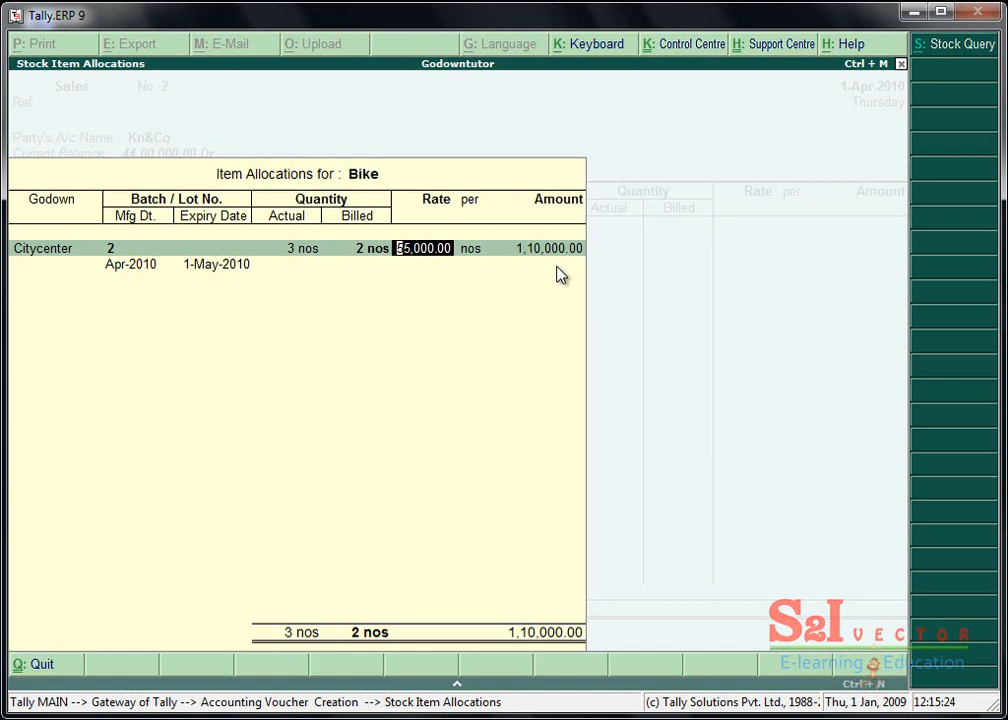 Tally.ERP 9
P: Print E: Export M: E-Mail O: Upload G: Language K: Keyboard K: Control Centre H: Support Centre H: Help S: Stock Query
Stock Item Allocations Godowntutor Ctrl + M
Sales No. 2 1-Apr-2010
Ref. : Thursday
Party's A/c Name : Kn&Co
Current Balance : 44,00,000.00 Dr
Item Allocations for : Bike
Godown Batch / Lot No. Quantity Rate per Amount Quantity Rate per Amount
Mfg Dt. Expiry Date Actual Billed Actual Billed
Citycenter 2 3 nos 2 nos 55,000.00 nos 1,10,000.00
Apr-2010 1-May-2010
3 nos 2 nos 1,10,000.00
S2I VECTOR
E-learning Education
Q: Quit
Ctrl + N
Tally MAIN --> Gateway of Tally --> Accounting Voucher Creation --> Stock Item Allocations (c) Tally Solutions Pvt. Ltd., 1988-2 Thu, 1 Jan, 2009 12:15:24